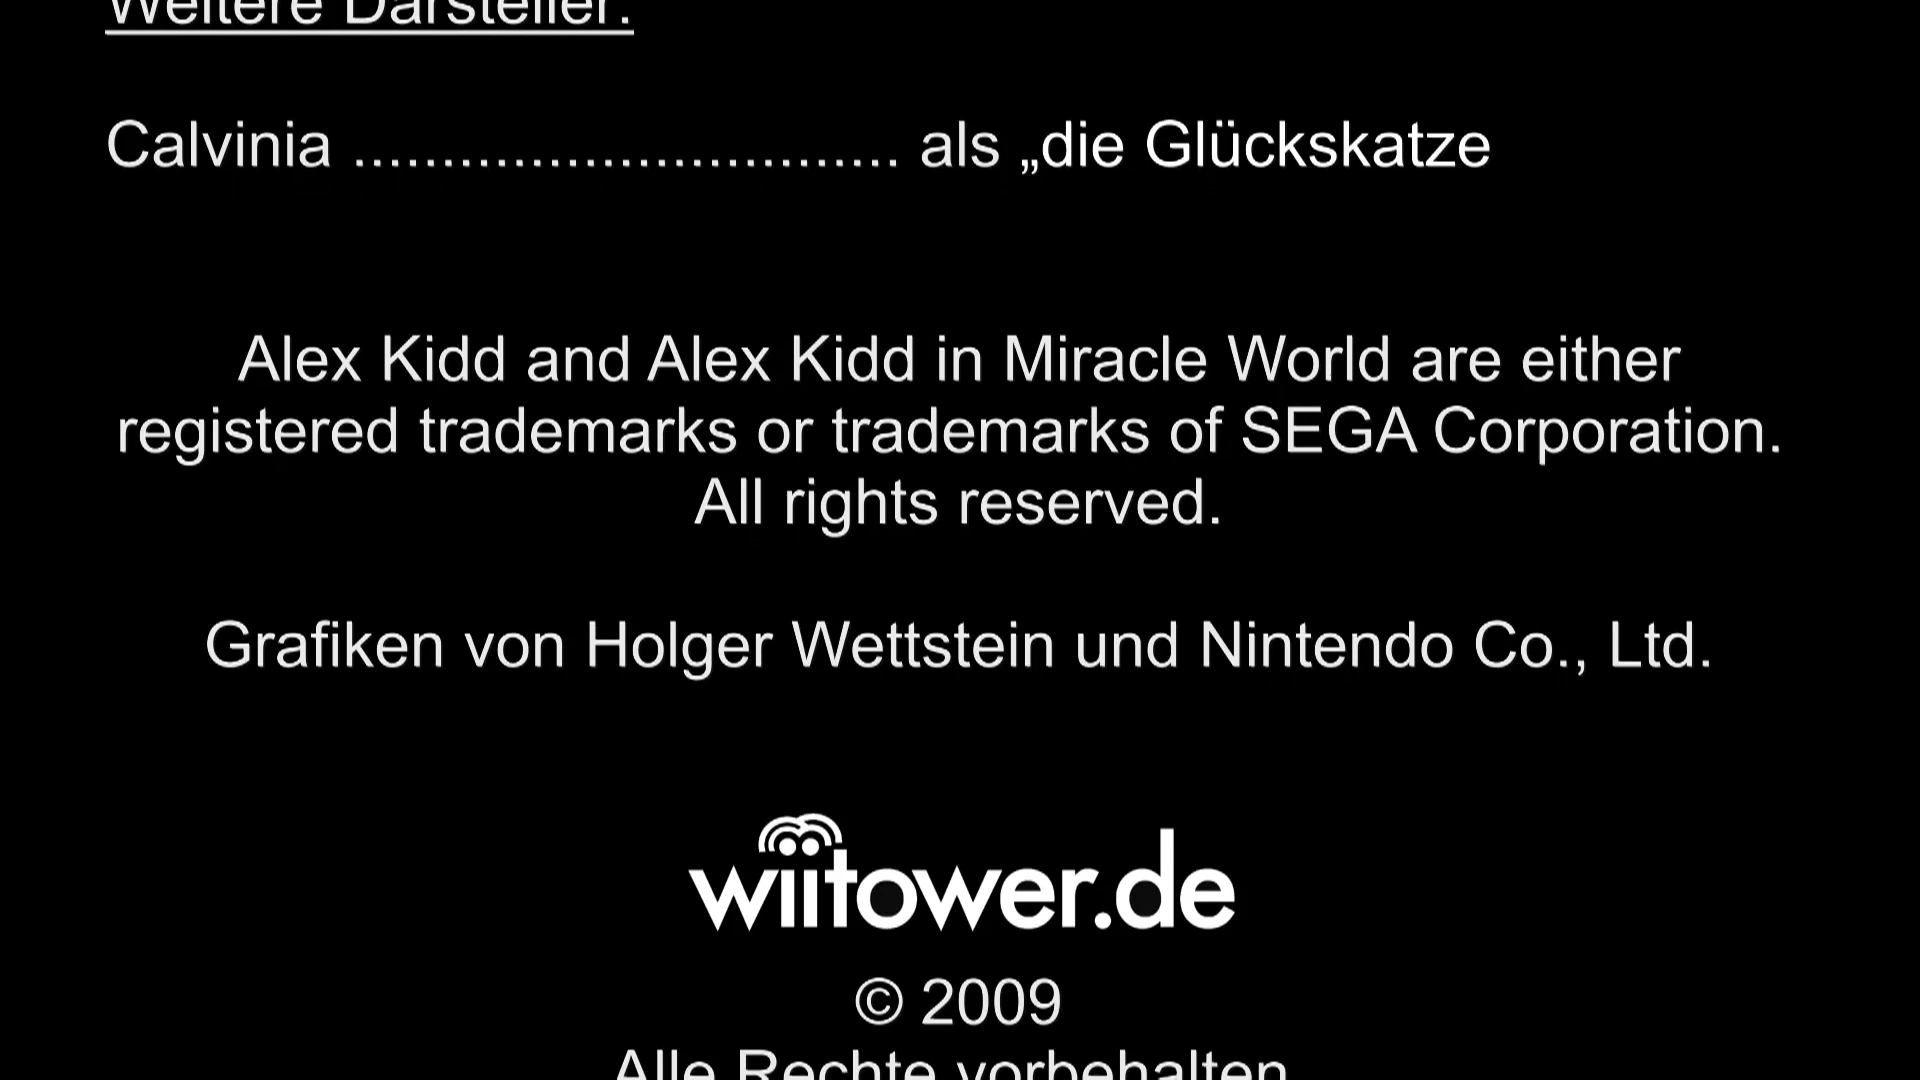 Weitere Darsteller:
Calvinia ............................... als „die Glückskatze
Alex Kidd and Alex Kidd in Miracle World are either
registered trademarks or trademarks of SEGA Corporation.
All rights reserved.
Grafiken von Holger Wettstein und Nintendo Co., Ltd.
wiitower.de
© 2009
Alle Rechte vorbehalten